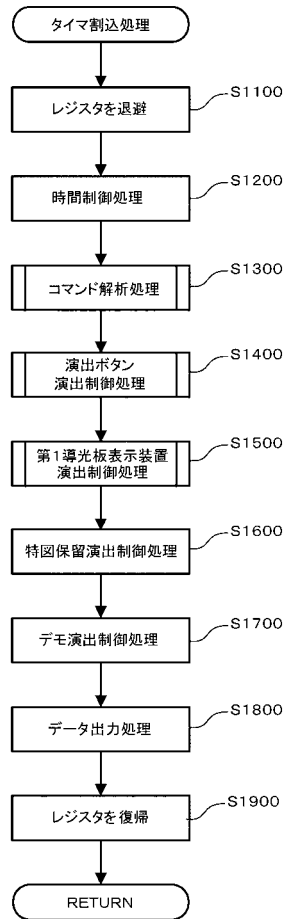 タイマ割込処理
S1100
レジスタを退避
S1200
時間制御処理
S1300
コマンド解析処理
S1400
演出ボタン
演出制御処理
S1500
第1導光板表示装置
演出制御処理
S1600
特図保留演出制御処理
S1700
デモ演出制御処理
S1800
データ出力処理
S1900
レジスタを復帰
RETURN